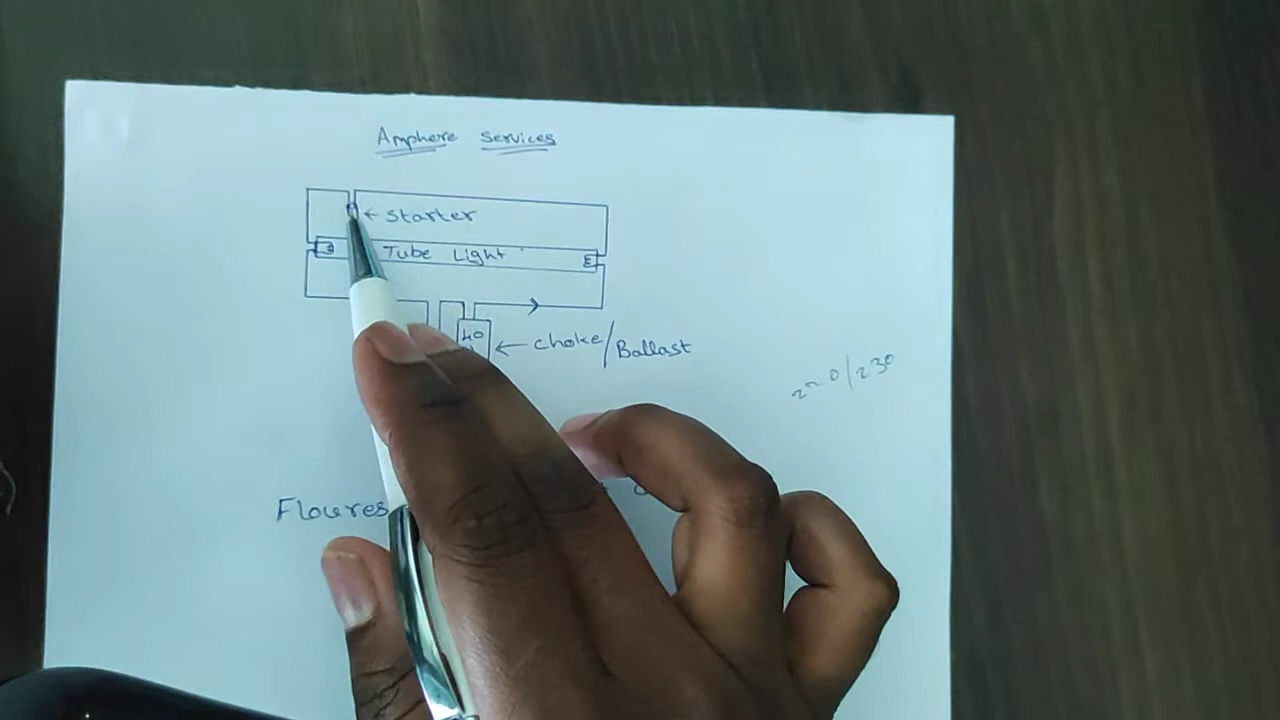 Amphere Services
← Starter
Tube Light
40
← choke/Ballast
220/230
Floures